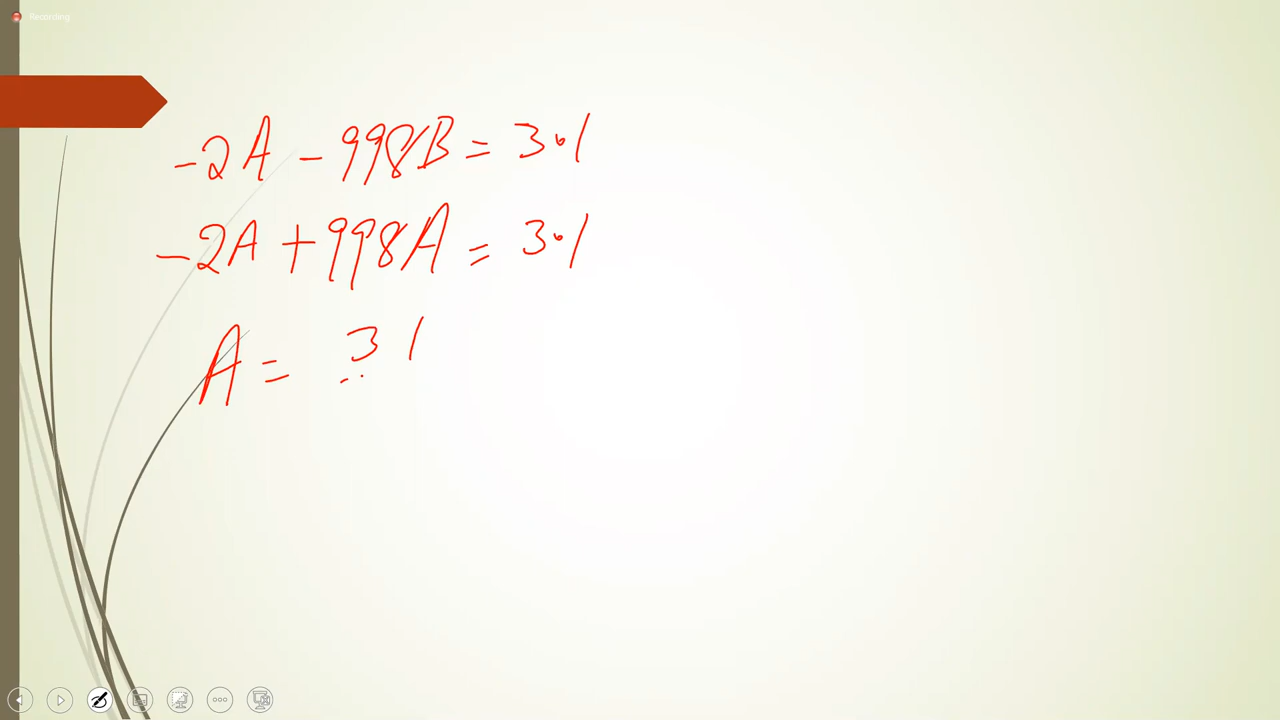 Recording
-2A - 998B = 3·1
-2A + 998A = 3·1
A = 3 1